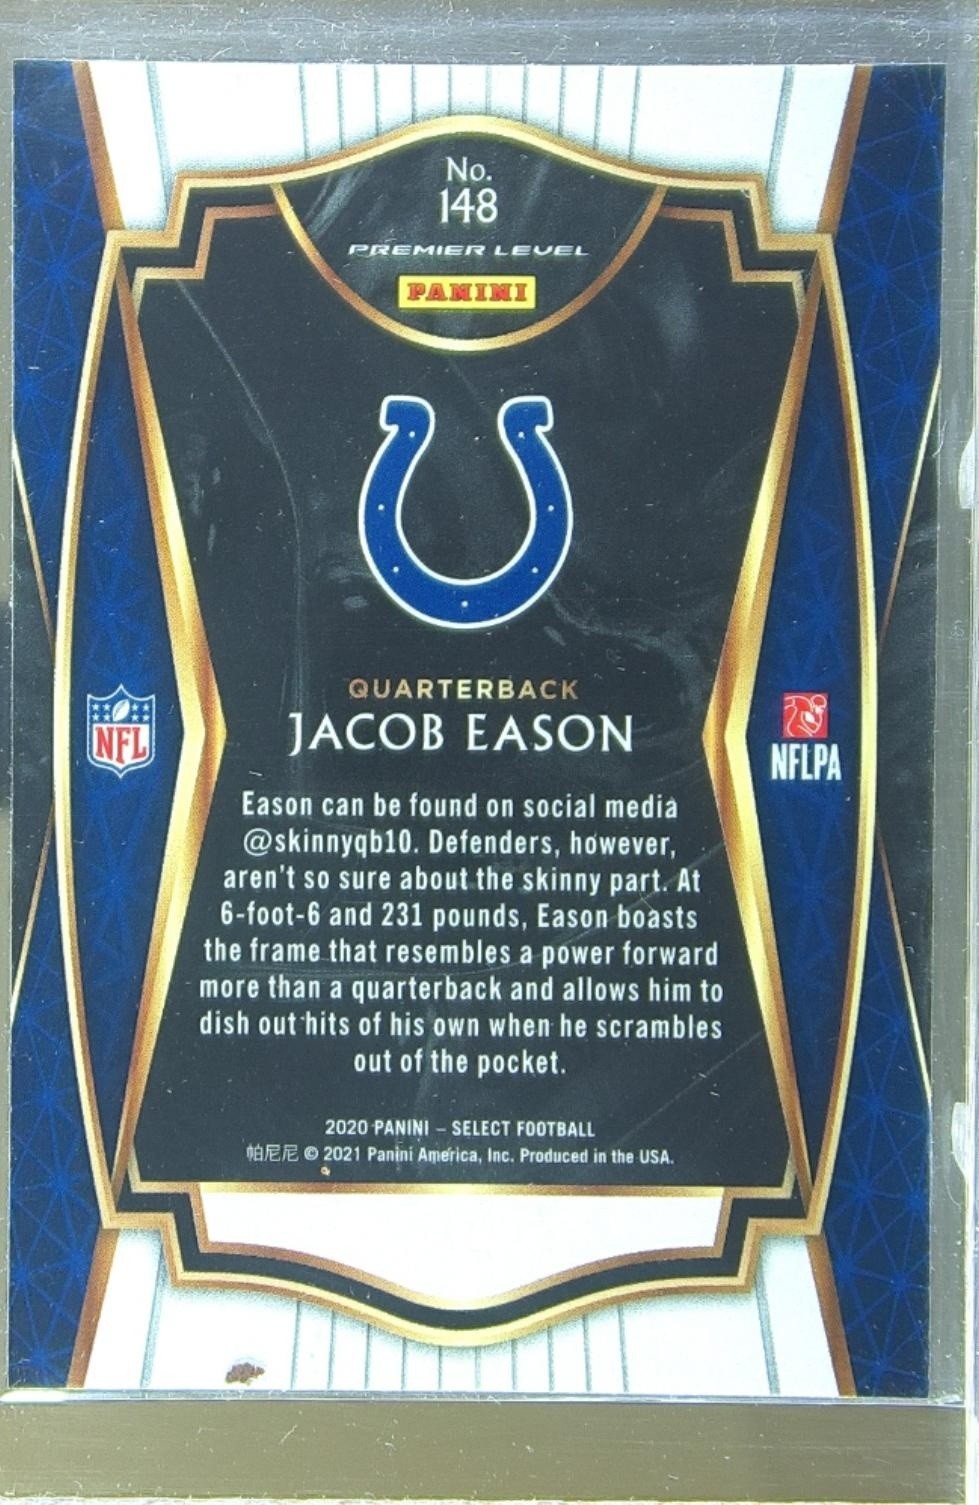 No.
148
PREMIER LEVEL
PANINI
QUARTERBACK
JACOB EASON
NFL
NFLPA
Eason can be found on social media
@skinnyqb10. Defenders, however,
aren't so sure about the skinny part. At
6-foot-6 and 231 pounds, Eason boasts
the frame that resembles a power forward
more than a quarterback and allows him to
dish out hits of his own when he scrambles
out of the pocket.
2020 PANINI – SELECT FOOTBALL
帕尼尼 © 2021 Panini America, Inc. Produced in the USA.